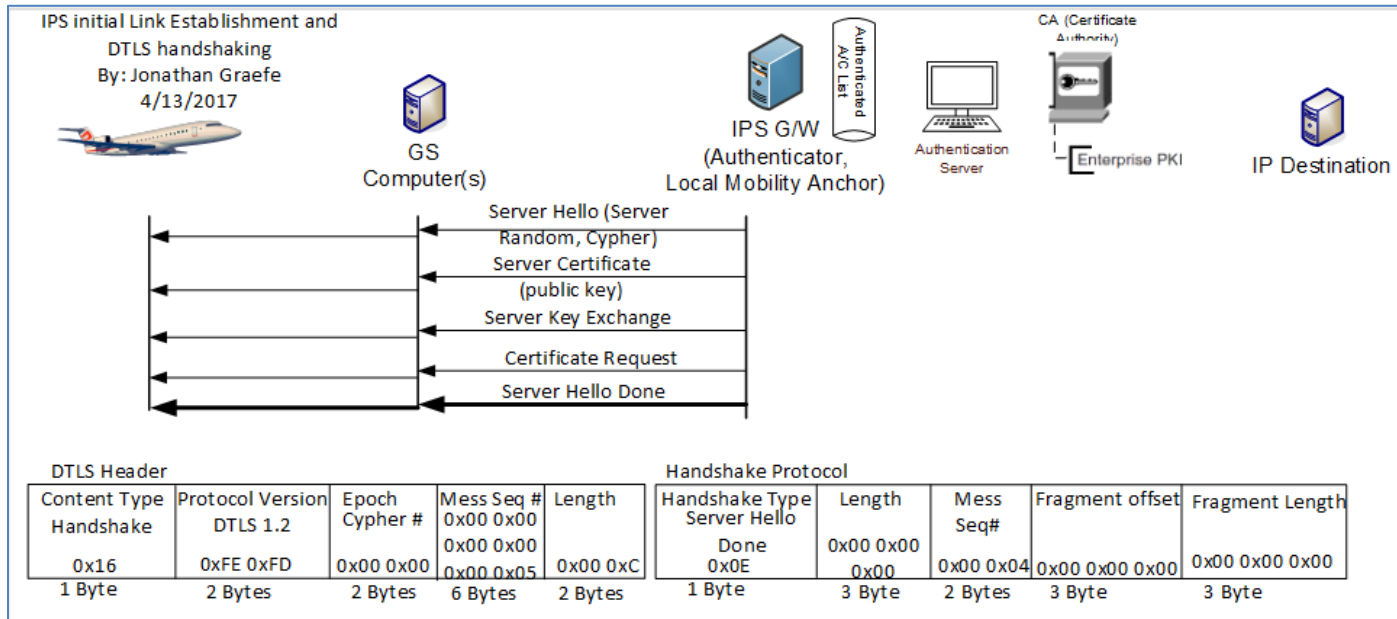 IPS initial Link Establishment and
DTLS handshaking
By: Jonathan Graefe
4/13/2017
GS
Computer(s)
Authenticated
A/C List
IPS G/W
(Authenticator,
Local Mobility Anchor)
Authentication
Server
CA (Certificate
Authority)
Enterprise PKI
IP Destination
Server Hello (Server
Random, Cypher)
Server Certificate
(public key)
Server Key Exchange
Certificate Request
Server Hello Done
DTLS Header
Content Type
Handshake
0x16
1 Byte
Protocol Version
DTLS 1.2
0xFE 0xFD
2 Bytes
Epoch
Cypher #
0x00 0x00
2 Bytes
Mess Seq #
0x00 0x00
0x00 0x00
0x00 0x05
6 Bytes
Length
0x00 0xC
2 Bytes
Handshake Protocol
Handshake Type
Server Hello
Done
0x0E
1 Byte
Length
0x00 0x00
0x00
3 Byte
Mess
Seq#
0x00 0x04
2 Bytes
Fragment offset
0x00 0x00 0x00
3 Byte
Fragment Length
0x00 0x00 0x00
3 Byte